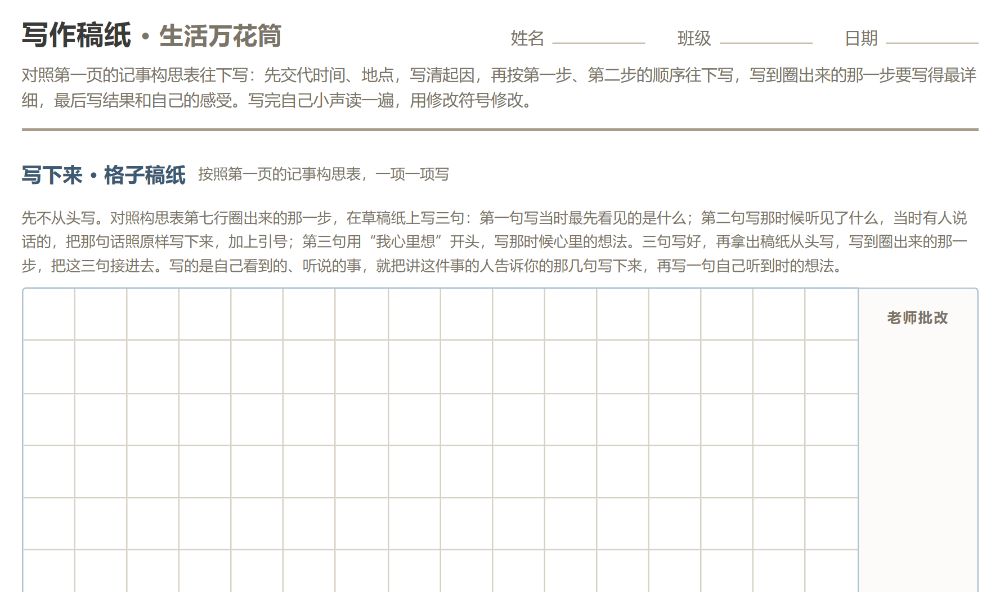 写作稿纸·生活万花筒 姓名 班级 日期
对照第一页的记事构思表往下写：先交代时间、地点，写清起因，再按第一步、第二步的顺序往下写，写到圈出来的那一步要写得最详
细，最后写结果和自己的感受。写完自己小声读一遍，用修改符号修改。
写下来·格子稿纸 按照第一页的记事构思表，一项一项写
先不从头写。对照构思表第七行圈出来的那一步，在草稿纸上写三句：第一句写当时最先看见的是什么；第二句写那时候听见了什么，当时有人说
话的，把那句话照原样写下来，加上引号；第三句用“我心里想”开头，写那时候心里的想法。三句写好，再拿出稿纸从头写，写到圈出来的那一
步，把这三句接进去。写的是自己看到的、听说的事，就把讲这件事的人告诉你的那几句写下来，再写一句自己听到时的想法。
老师批改